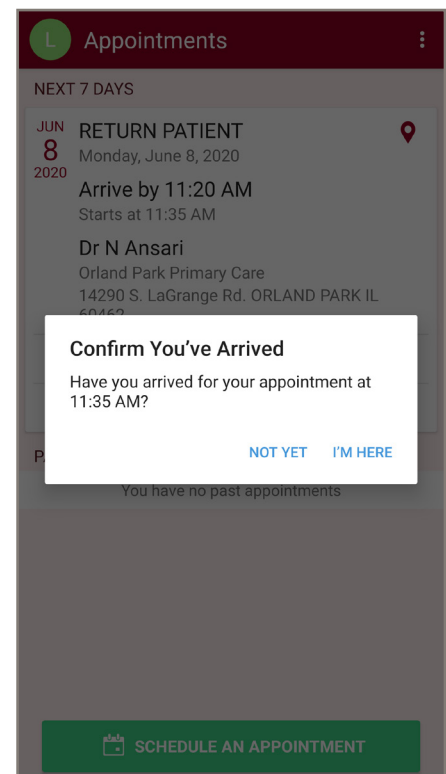 L
Appointments
NEXT 7 DAYS
JUN
8
2020
RETURN PATIENT
Monday, June 8, 2020
Arrive by 11:20 AM
Starts at 11:35 AM
Dr N Ansari
Orland Park Primary Care
14290 S. LaGrange Rd. ORLAND PARK IL
60462
Confirm You've Arrived
Have you arrived for your appointment at
11:35 AM?
NOT YET
I'M HERE
You have no past appointments
SCHEDULE AN APPOINTMENT